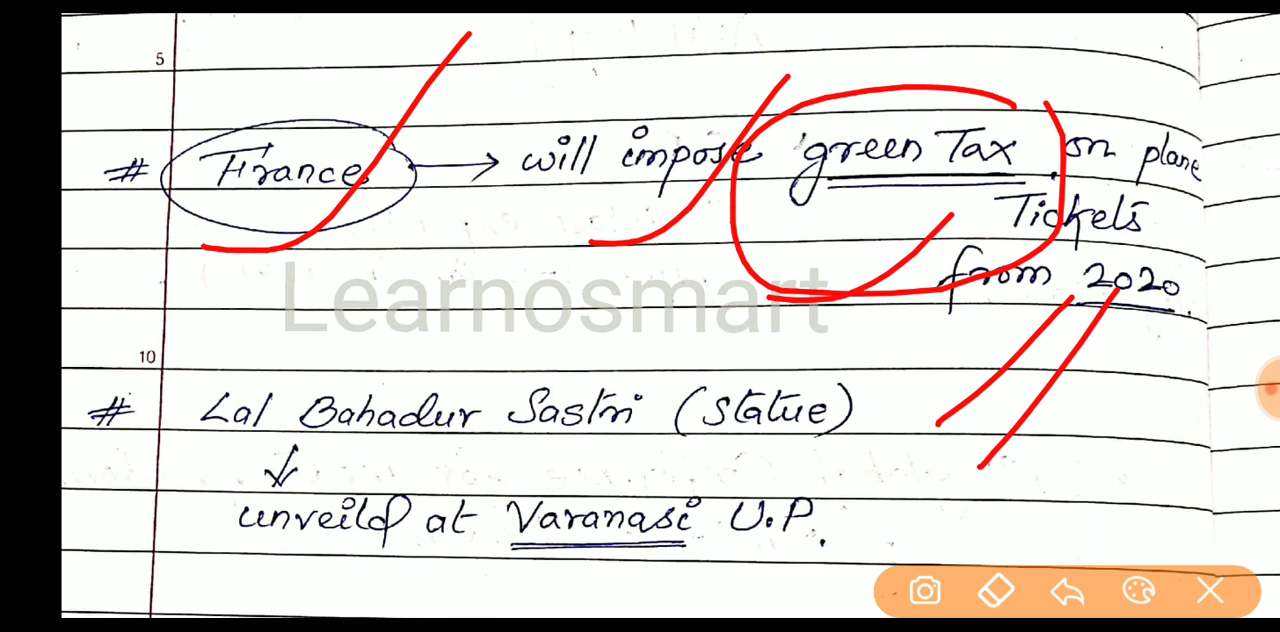 5
# France → will impose green Tax on plane
Tickets
from 2020.
Learnosmart
10
# Lal Bahadur Sastri (statue)
↓
unveild at Varanasi U.P.